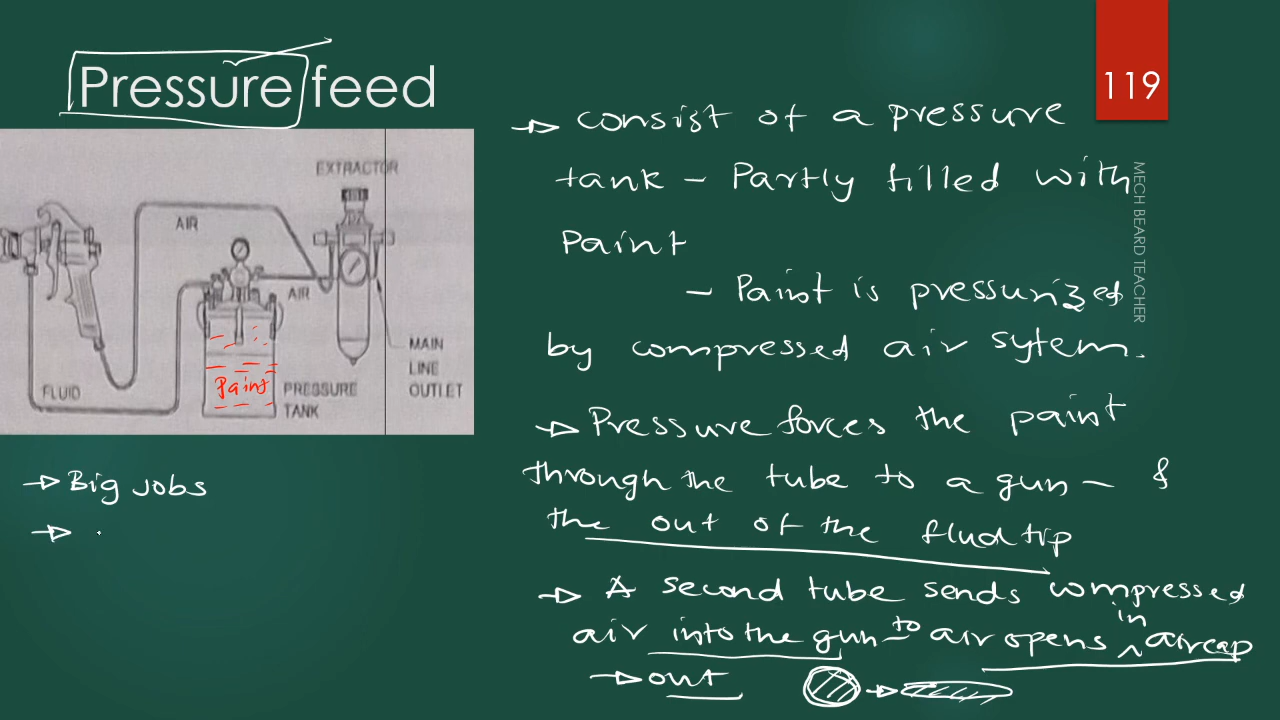 Pressure feed
119
EXTRACTOR
AIR
AIR
MAIN
LINE
OUTLET
FLUID
Paint
PRESSURE
TANK
→ Big jobs
→
→ consist of a pressure
tank - Partly filled with
Paint
- Paint is pressurized
by compressed air sytem.
→ Pressure forces the paint
through the tube to a gun - &
the out of the fluid tip
→ A second tube sends compressed
air into the gun - to air opens in aircap
→ out
MECH BEARD TEACHER